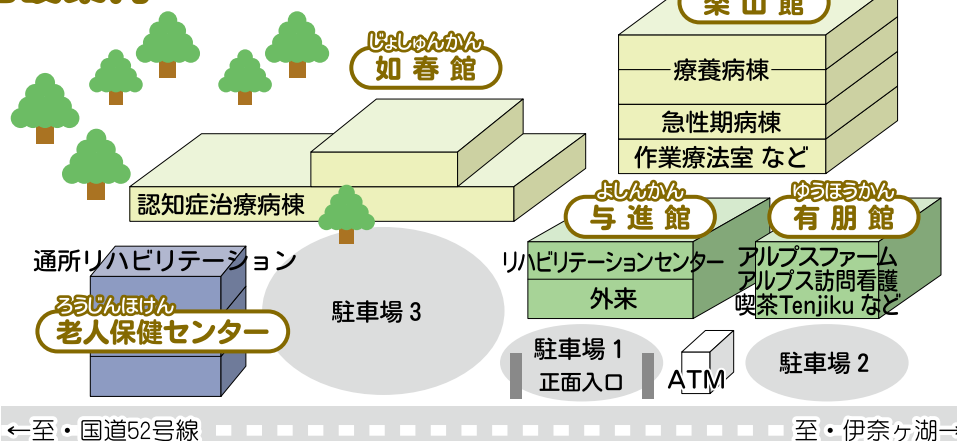 楽山館
療養病棟
急性期病棟
作業療法室 など
じょしゅんかん
如春館
認知症治療病棟
よしんかん
与進館
リハビリテーションセンター
外来
ゆうほうかん
有朋館
アルプスファーム
アルプス訪問看護
喫茶Tenjiku など
通所リハビリテーション
ろうじんほけん
老人保健センター
駐車場 3
駐車場 1
正面入口
ATM
駐車場 2
←至・国道52号線
至・伊奈ヶ湖→